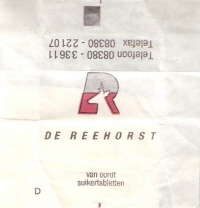 Telefoon 08380 - 33611
Telefax 08380 - 22107
DE REEHORST
van oordt
suikertabletten
D